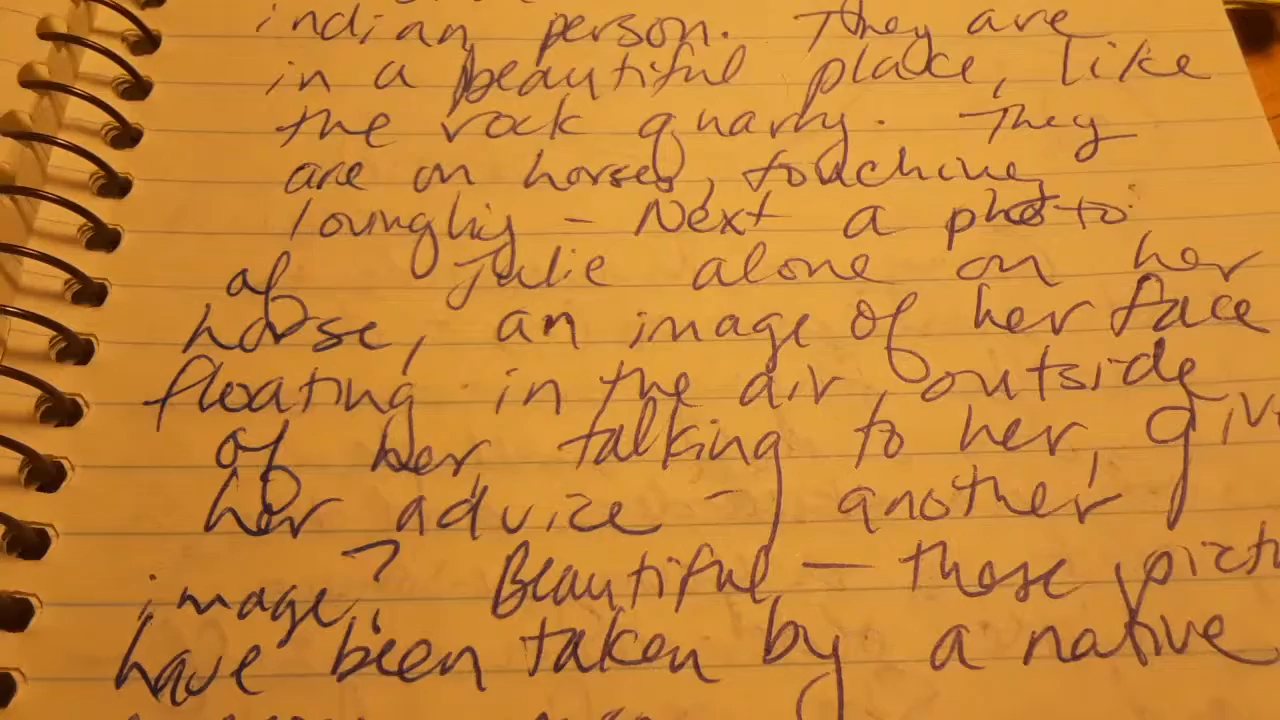 indian person. They are
in a beautiful place, like
the rock quarry. They
are on horses, touching
lovingly – Next a photo
of Julie alone on her
horse, an image of her face
floating in the air, outside
of her, talking to her, giv
her advice – another
image? Beautiful – these pict
have been taken by a native